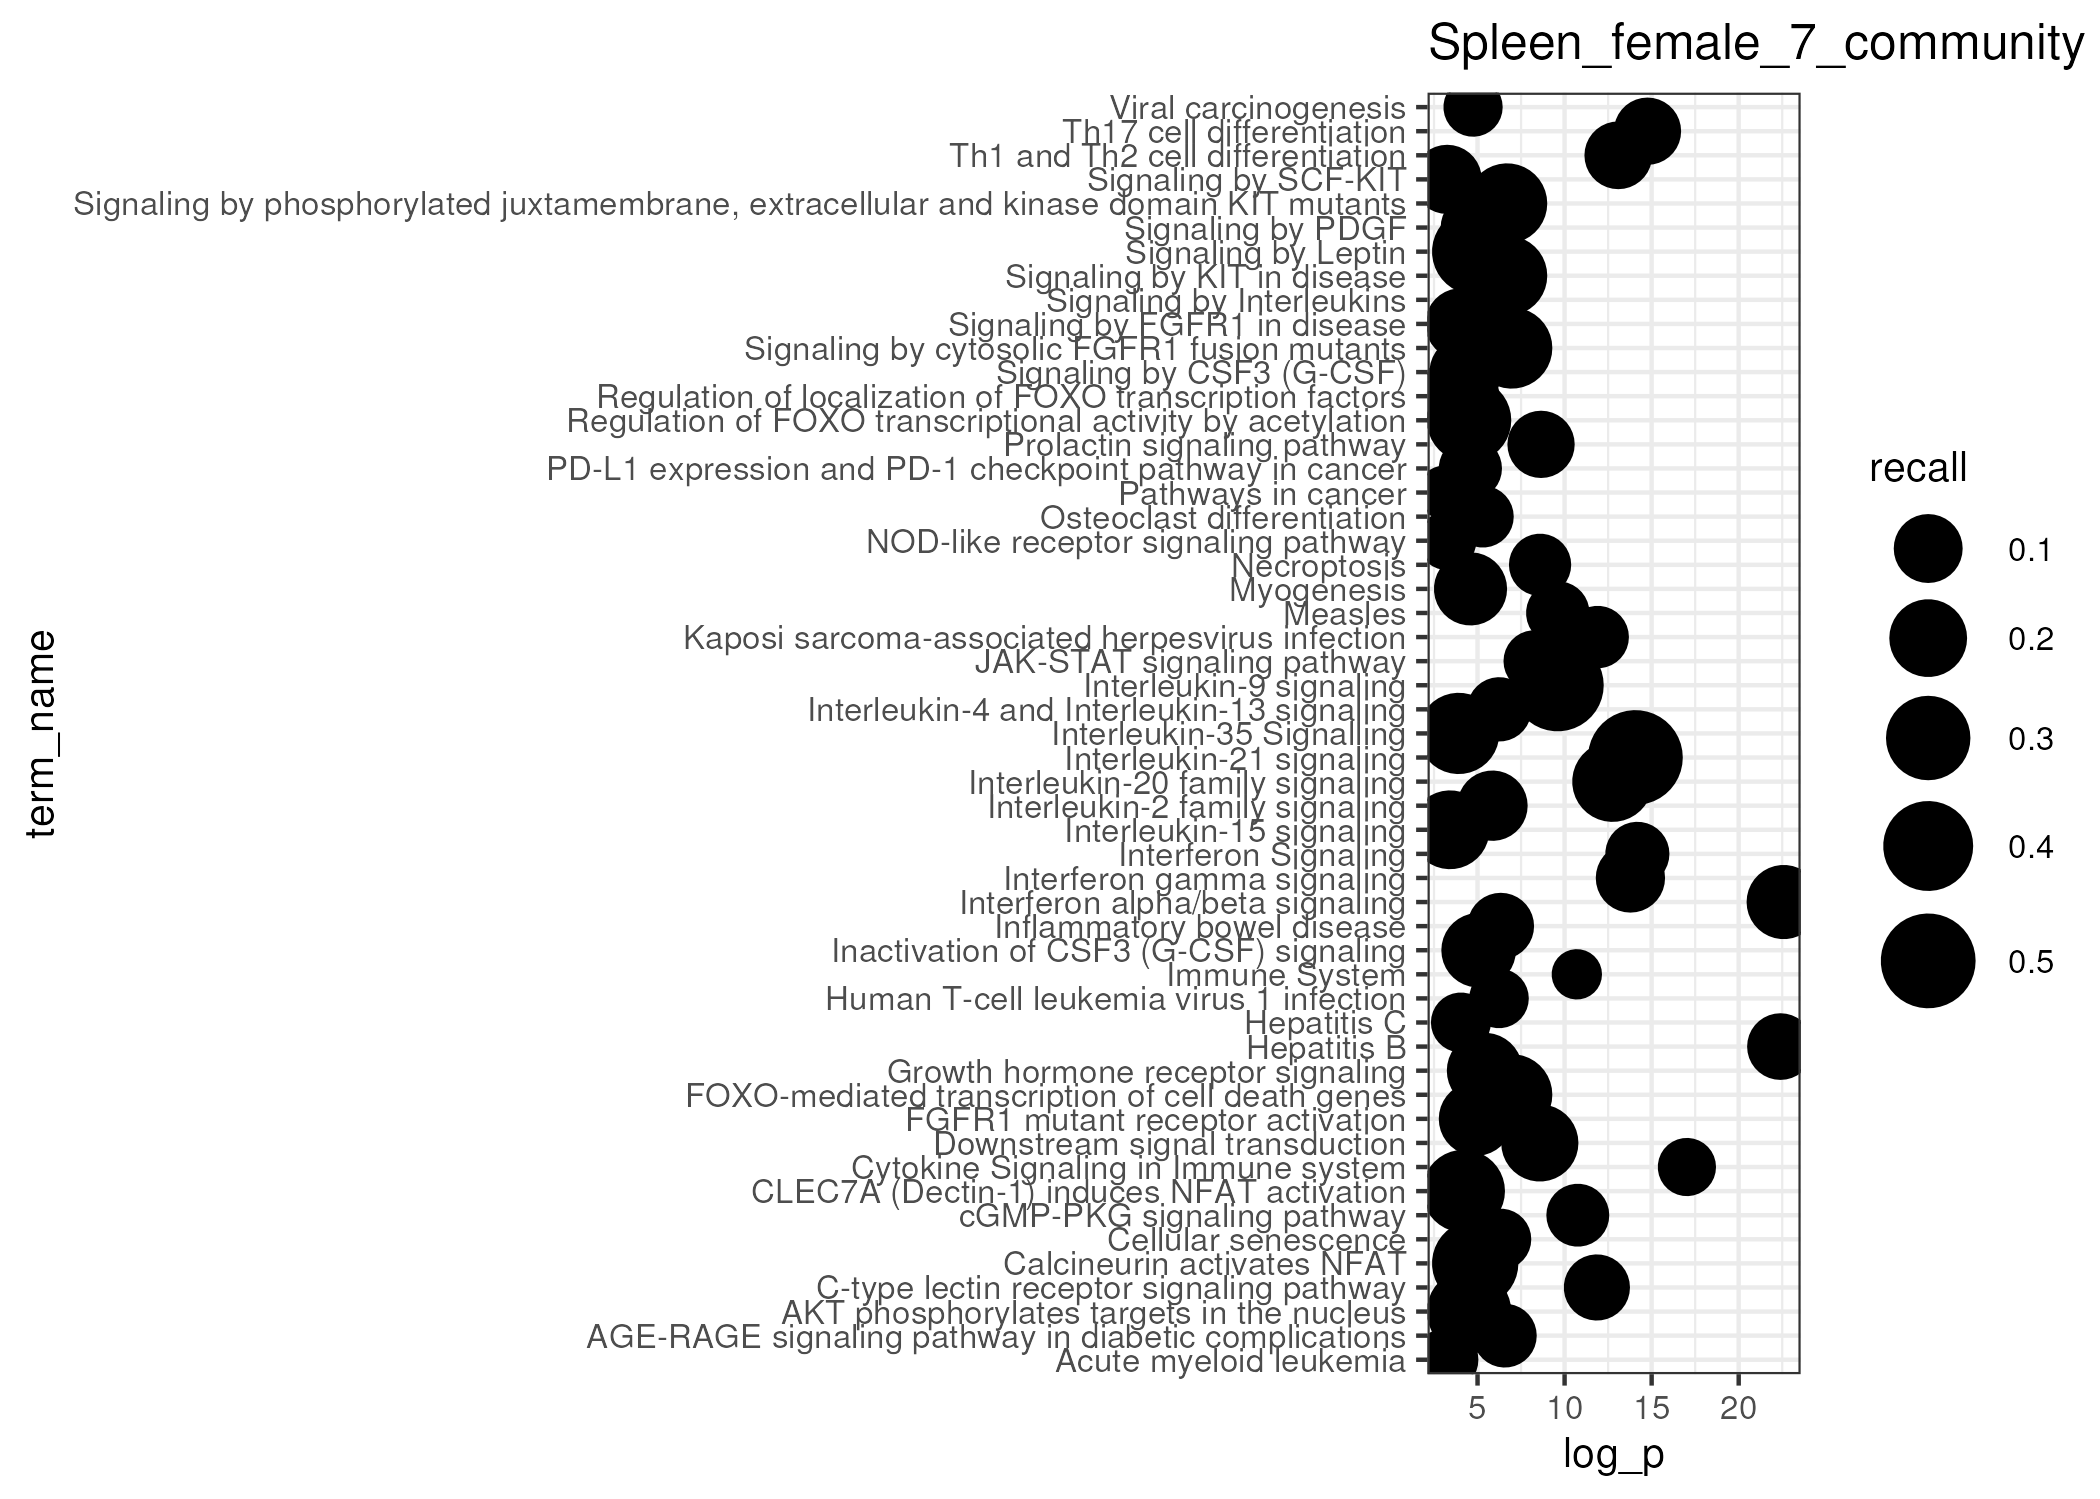 Spleen_female_7_community
term_name
Viral carcinogenesis
Th17 cell differentiation
Th1 and Th2 cell differentiation
Signaling by SCF-KIT
Signaling by phosphorylated juxtamembrane, extracellular and kinase domain KIT mutants
Signaling by PDGF
Signaling by Leptin
Signaling by KIT in disease
Signaling by Interleukins
Signaling by FGFR1 in disease
Signaling by cytosolic FGFR1 fusion mutants
Signaling by CSF3 (G-CSF)
Regulation of localization of FOXO transcription factors
Regulation of FOXO transcriptional activity by acetylation
Prolactin signaling pathway
PD-L1 expression and PD-1 checkpoint pathway in cancer
Pathways in cancer
Osteoclast differentiation
NOD-like receptor signaling pathway
Necroptosis
Myogenesis
Measles
Kaposi sarcoma-associated herpesvirus infection
JAK-STAT signaling pathway
Interleukin-9 signaling
Interleukin-4 and Interleukin-13 signaling
Interleukin-35 Signalling
Interleukin-21 signaling
Interleukin-20 family signaling
Interleukin-2 family signaling
Interleukin-15 signaling
Interferon Signaling
Interferon gamma signaling
Interferon alpha/beta signaling
Inflammatory bowel disease
Inactivation of CSF3 (G-CSF) signaling
Immune System
Human T-cell leukemia virus 1 infection
Hepatitis C
Hepatitis B
Growth hormone receptor signaling
FOXO-mediated transcription of cell death genes
FGFR1 mutant receptor activation
Downstream signal transduction
Cytokine Signaling in Immune system
CLEC7A (Dectin-1) induces NFAT activation
cGMP-PKG signaling pathway
Cellular senescence
Calcineurin activates NFAT
C-type lectin receptor signaling pathway
AKT phosphorylates targets in the nucleus
AGE-RAGE signaling pathway in diabetic complications
Acute myeloid leukemia
5 10 15 20
log_p
recall
0.1
0.2
0.3
0.4
0.5